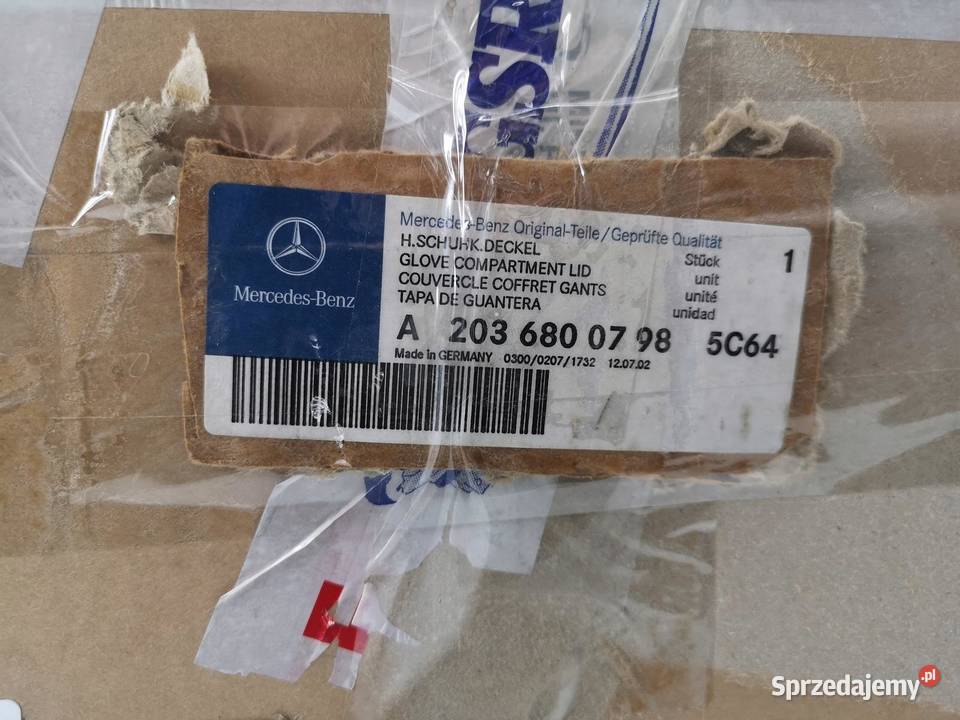 Mercedes-Benz
Mercedes-Benz Original-Teile/Geprüfte Qualität
H.SCHUHK.DECKEL
GLOVE COMPARTMENT LID
COUVERCLE COFFRET GANTS
TAPA DE GUANTERA
Stück
unit
unité
unidad
1
A 203 680 07 98 5C64
Made in GERMANY 0300/0207/1732 12.07.02
Sprzedajemy.pl